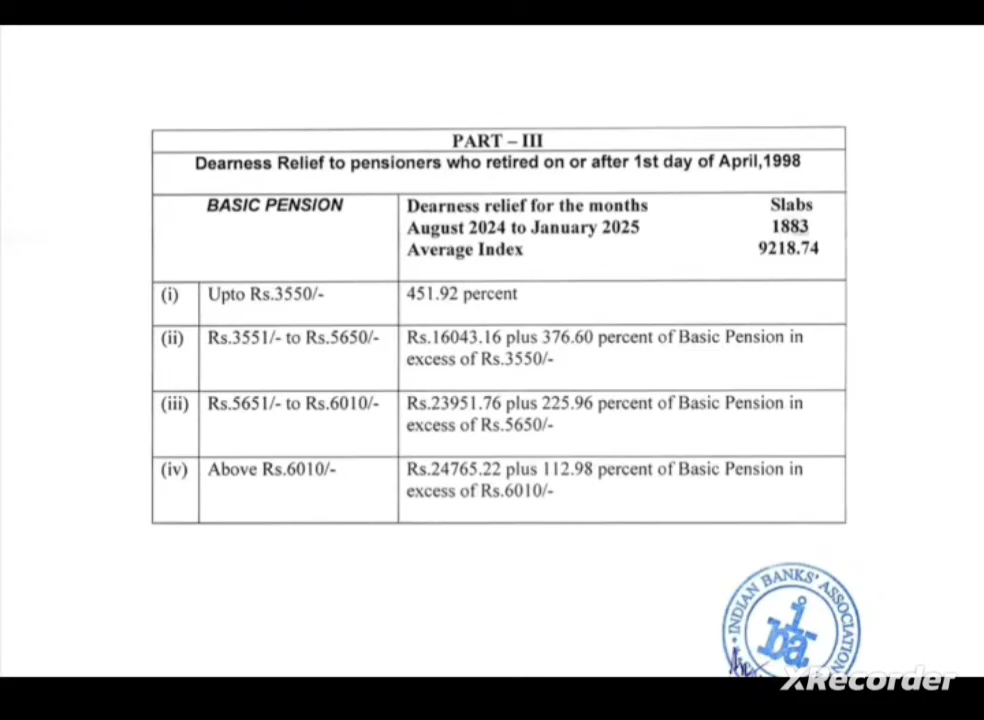 PART – III
Dearness Relief to pensioners who retired on or after 1st day of April,1998
BASIC PENSION
Dearness relief for the months Slabs
August 2024 to January 2025 1883
Average Index 9218.74
(i) Upto Rs.3550/- 451.92 percent
(ii) Rs.3551/- to Rs.5650/- Rs.16043.16 plus 376.60 percent of Basic Pension in
excess of Rs.3550/-
(iii) Rs.5651/- to Rs.6010/- Rs.23951.76 plus 225.96 percent of Basic Pension in
excess of Rs.5650/-
(iv) Above Rs.6010/- Rs.24765.22 plus 112.98 percent of Basic Pension in
excess of Rs.6010/-
INDIAN BANKS' ASSOCIATION
iba
XRecorder